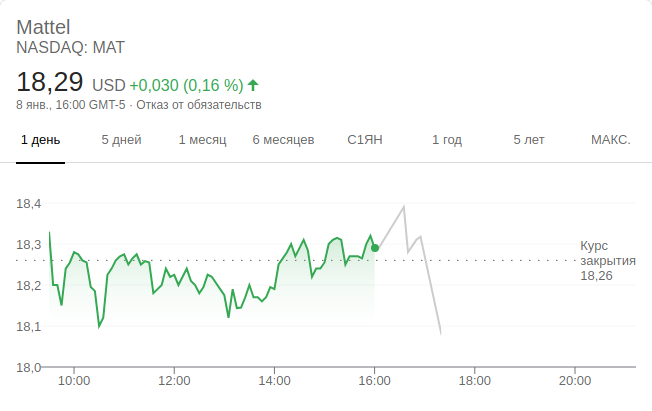 Mattel
NASDAQ: MAT
18,29 USD +0,030 (0,16 %)
8 янв., 16:00 GMT-5 · Отказ от обязательств
1 день 5 дней 1 месяц 6 месяцев С1ЯН 1 год 5 лет МАКС.
18,4
18,3
Курс
закрытия
18,26
18,2
18,1
18,0
10:00 12:00 14:00 16:00 18:00 20:00